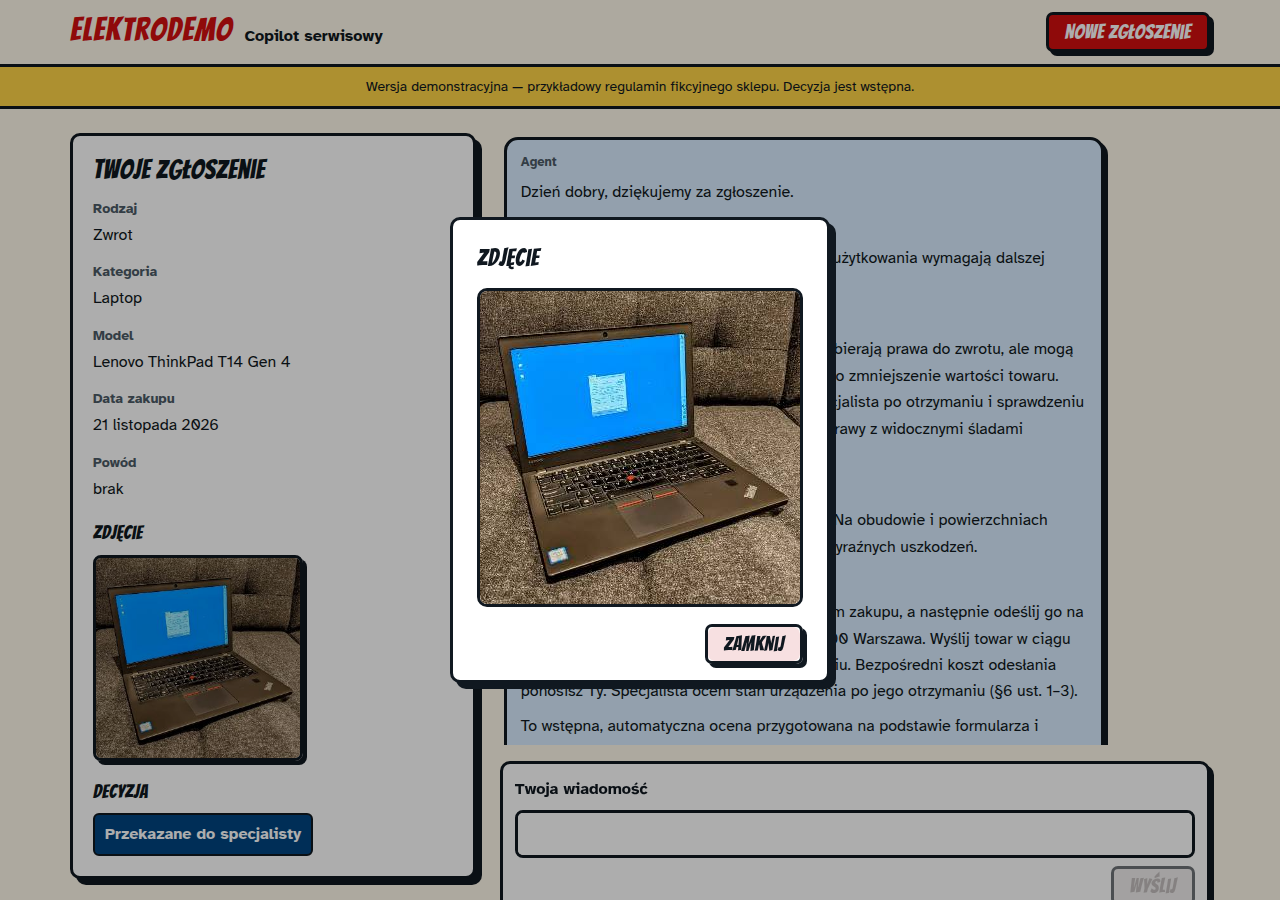 ELEKTRODEMO
Copilot serwisowy
NOWE ZGŁOSZENIE
Wersja demonstracyjna — przykładowy regulamin fikcyjnego sklepu. Decyzja jest wstępna.
TWOJE ZGŁOSZENIE
Rodzaj
Zwrot
Kategoria
Laptop
Model
Lenovo ThinkPad T14 Gen 4
Data zakupu
21 listopada 2026
Powód
brak
ZDJĘCIE
DECYZJA
Przekazane do specjalisty
ZDJĘCIE
ZAMKNIJ
Agent
Dzień dobry, dziękujemy za zgłoszenie.
użytkowania wymagają dalszej
prawa do zwrotu, ale mogą
zmniejszenie wartości towaru.
po otrzymaniu i sprawdzeniu
z widocznymi śladami
Na obudowie i powierzchniach
uszkodzeń.
zakupu, a następnie odeślij go na
Warszawa. Wyślij towar w ciągu
Bezpośredni koszt odesłania
ponosisz Ty. Specjalista oceni stan urządzenia po jego otrzymaniu (§6 ust. 1–3).
To wstępna, automatyczna ocena przygotowana na podstawie formularza i
Twoja wiadomość
WYŚLIJ